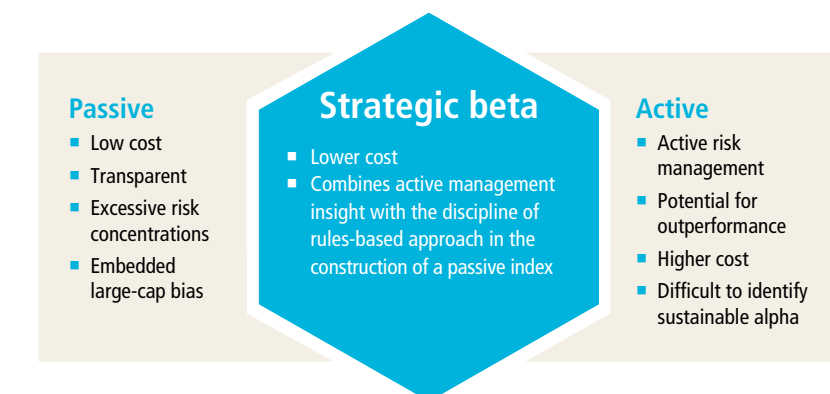 Passive
▪ Low cost
▪ Transparent
▪ Excessive risk
concentrations
▪ Embedded
large-cap bias
Strategic beta
▪ Lower cost
▪ Combines active management
insight with the discipline of
rules-based approach in the
construction of a passive index
Active
▪ Active risk
management
▪ Potential for
outperformance
▪ Higher cost
▪ Difficult to identify
sustainable alpha